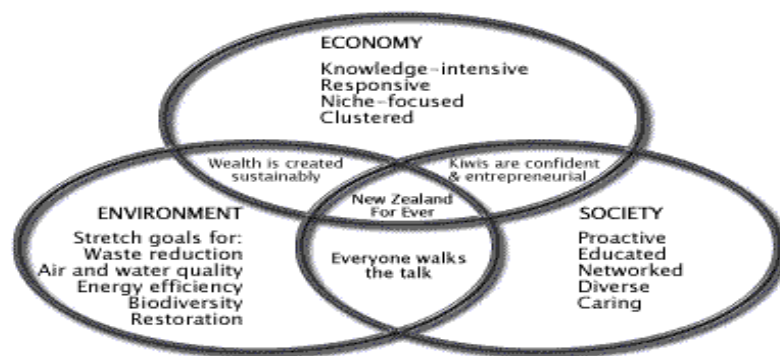 ECONOMY
Knowledge-intensive
Responsive
Niche-focused
Clustered
Wealth is created
sustainably
Kiwis are confident
& entrepreneurial
New Zealand
For Ever
ENVIRONMENT
Stretch goals for:
Waste reduction
Air and water quality
Energy efficiency
Biodiversity
Restoration
Everyone walks
the talk
SOCIETY
Proactive
Educated
Networked
Diverse
Caring